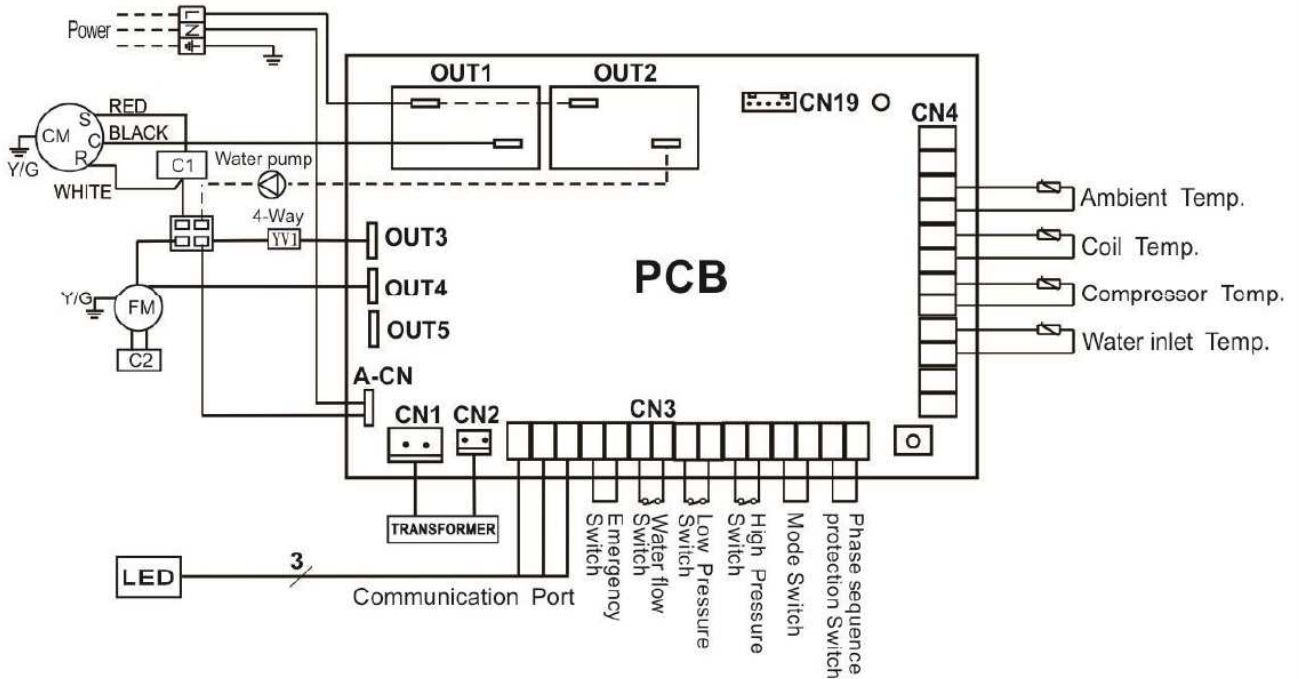 Power
L
N
OUT1
OUT2
CN19
CN4
RED
S
CM
C
BLACK
R
Y/G
WHITE
C1
Water pump
4-Way
YV1
OUT3
OUT4
OUT5
PCB
Ambient Temp.
Coil Temp.
Compressor Temp.
Water inlet Temp.
Y/G
FM
C2
A-CN
CN1
CN2
CN3
TRANSFORMER
LED
3
Communication Port
Emergency
Switch
Water flow
Switch
Low Pressure
Switch
High Pressure
Switch
Mode Switch
Phase sequence
protection Switch